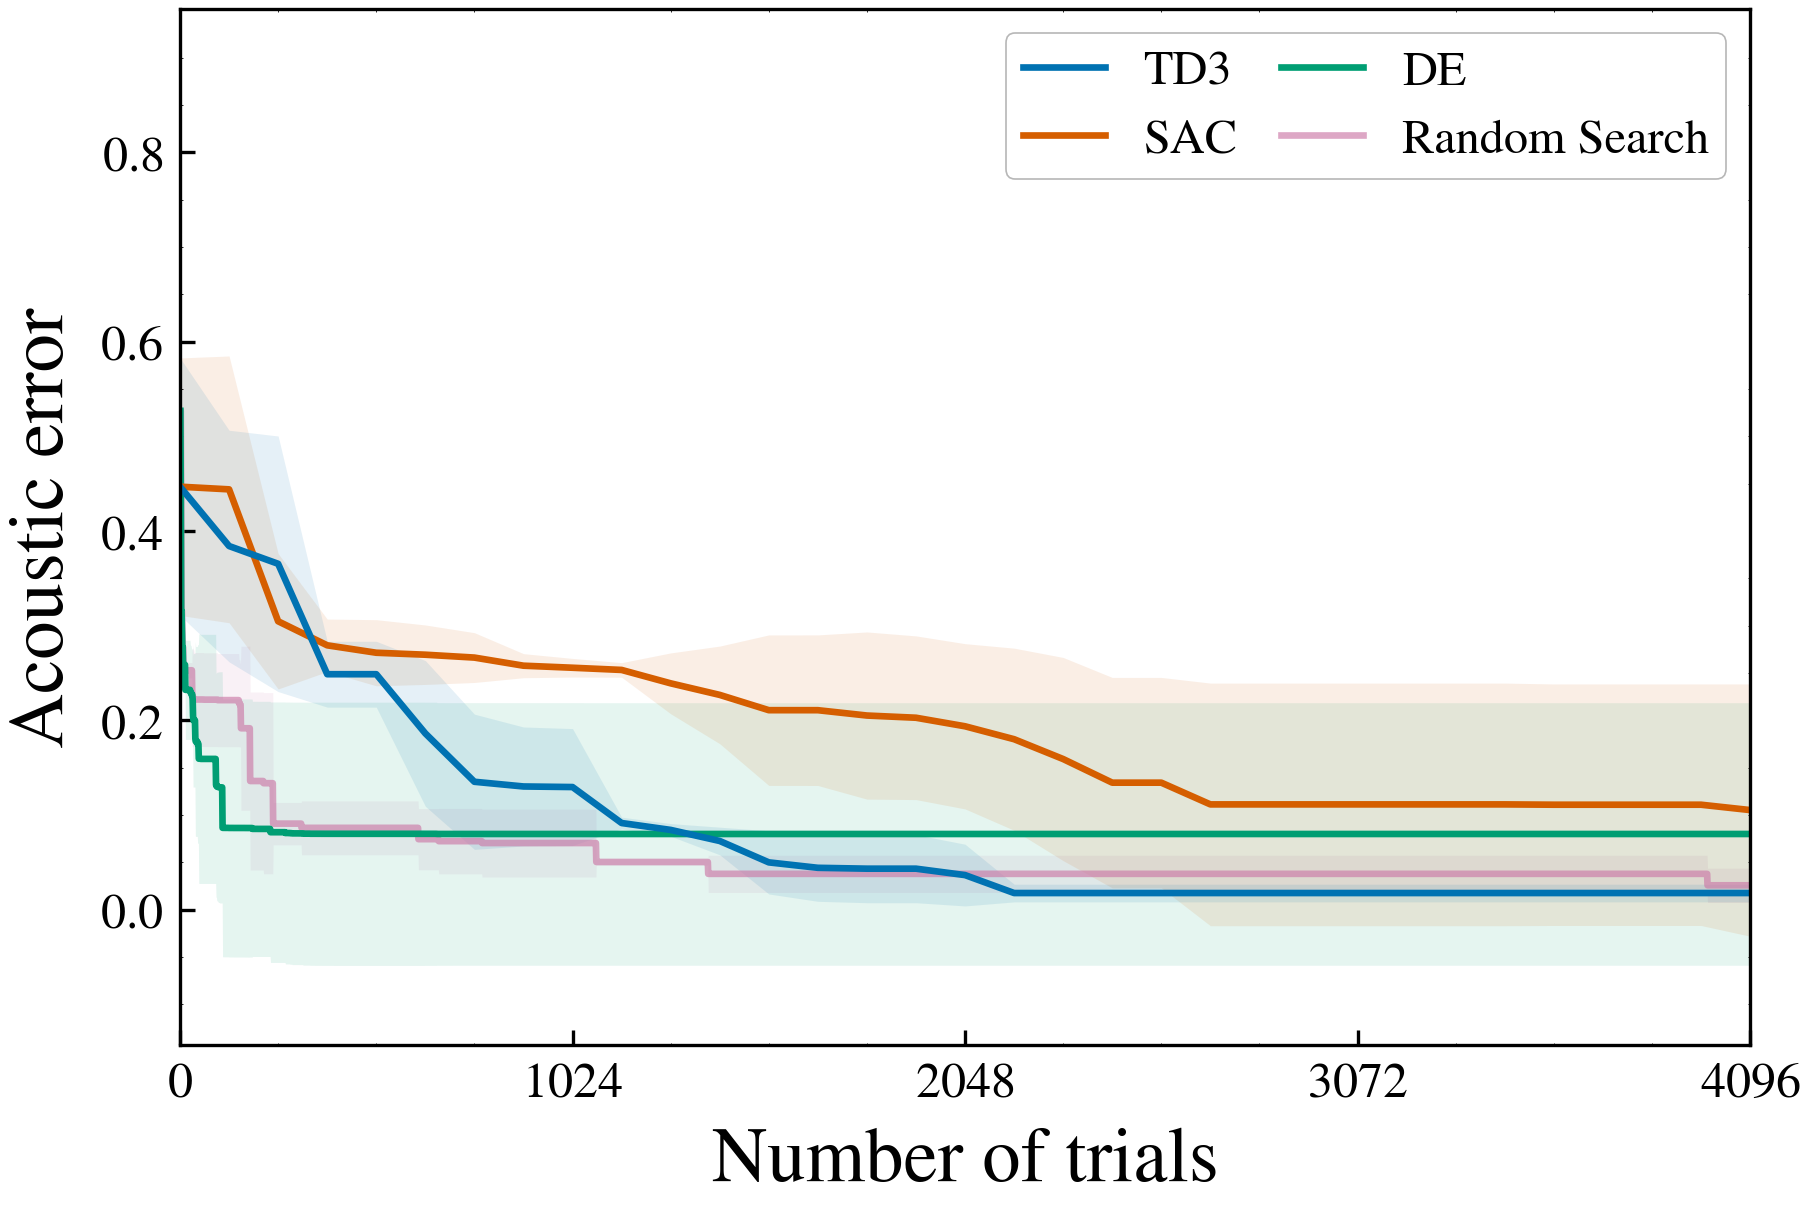 TD3
DE
SAC
Random Search
Acoustic error
0.8
0.6
0.4
0.2
0.0
0
1024
2048
3072
4096
Number of trials